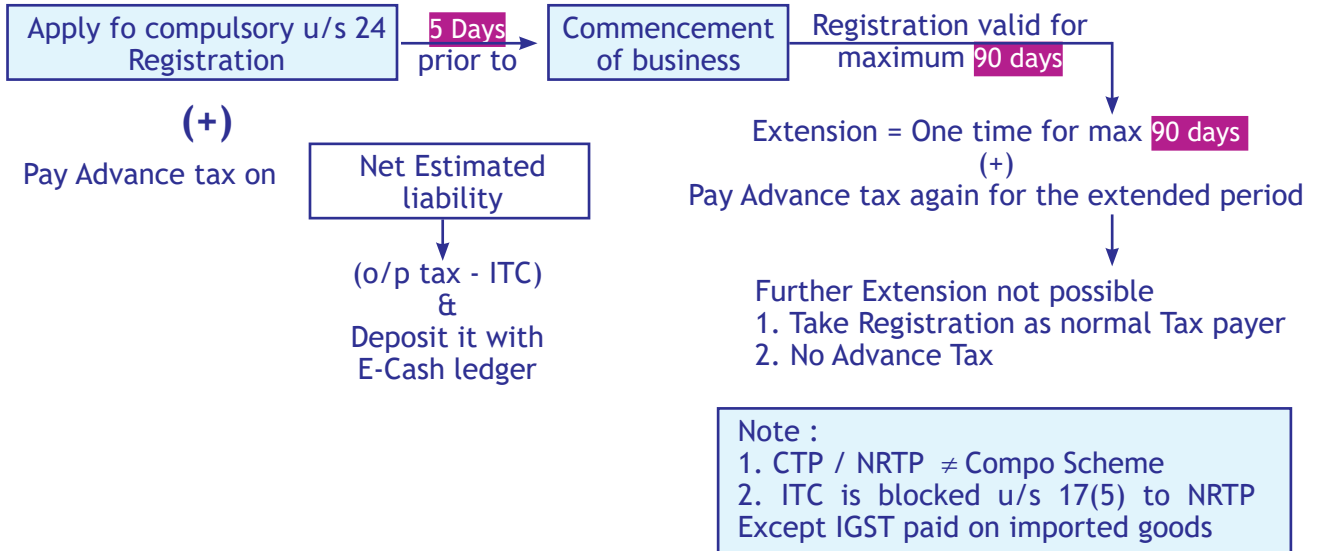 Apply fo compulsory u/s 24
Registration
5 Days
prior to
Commencement
of business
Registration valid for
maximum 90 days
(+)
Pay Advance tax on
Net Estimated
liability
(o/p tax - ITC)
&
Deposit it with
E-Cash ledger
Extension = One time for max 90 days
(+)
Pay Advance tax again for the extended period
Further Extension not possible
1. Take Registration as normal Tax payer
2. No Advance Tax
Note :
1. CTP / NRTP ≠ Compo Scheme
2. ITC is blocked u/s 17(5) to NRTP
Except IGST paid on imported goods